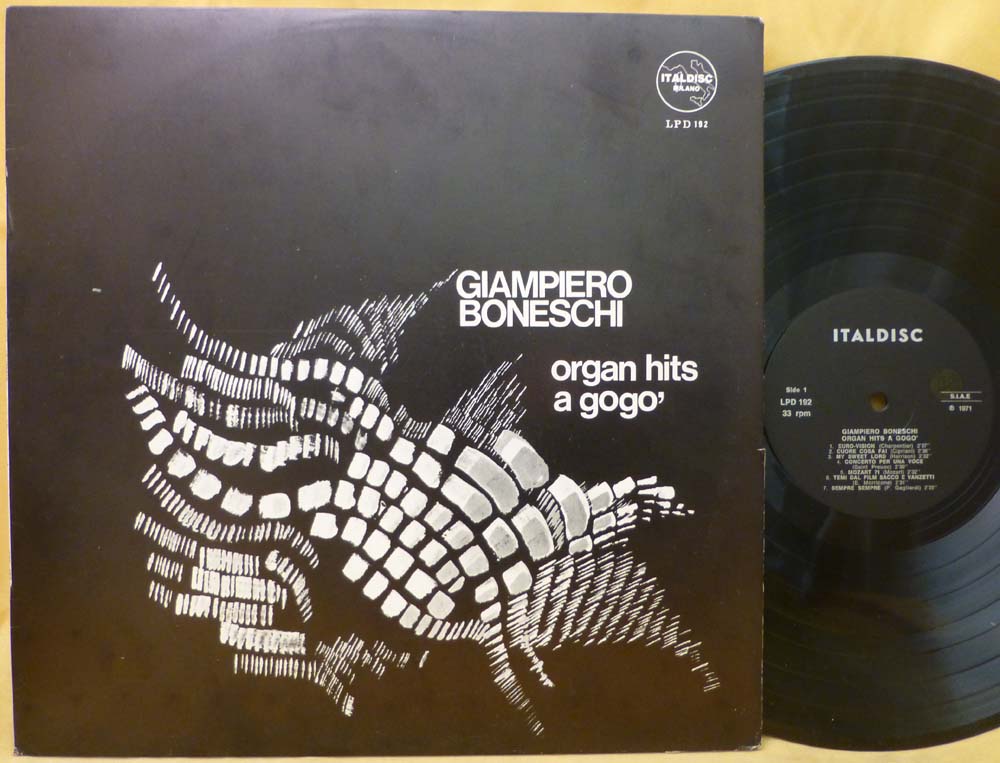 ITALDISC
MILANO
LPD 192
GIAMPIERO
BONESCHI
organ hits
a gogo'
ITALDISC
Side 1
LPD 192
33 rpm
S.I.A.E
℗ 1971
GIAMPIERO BONESCHI
ORGAN HITS A GOGO'
1. EURO-VISION (Charpentier)
2. CUORE COSA FAI (Cipriani)
3. MY SWEET LORD (Harrison)
4. CONCERTO PER UNA VOCE
(Saint Preux)
5. MOZART 71 (Mozart)
6. TEMI DAL FILM SACCO E VANZETTI
(E. Morricone)
7. SEMPRE SEMPRE (P. Gagliardi)